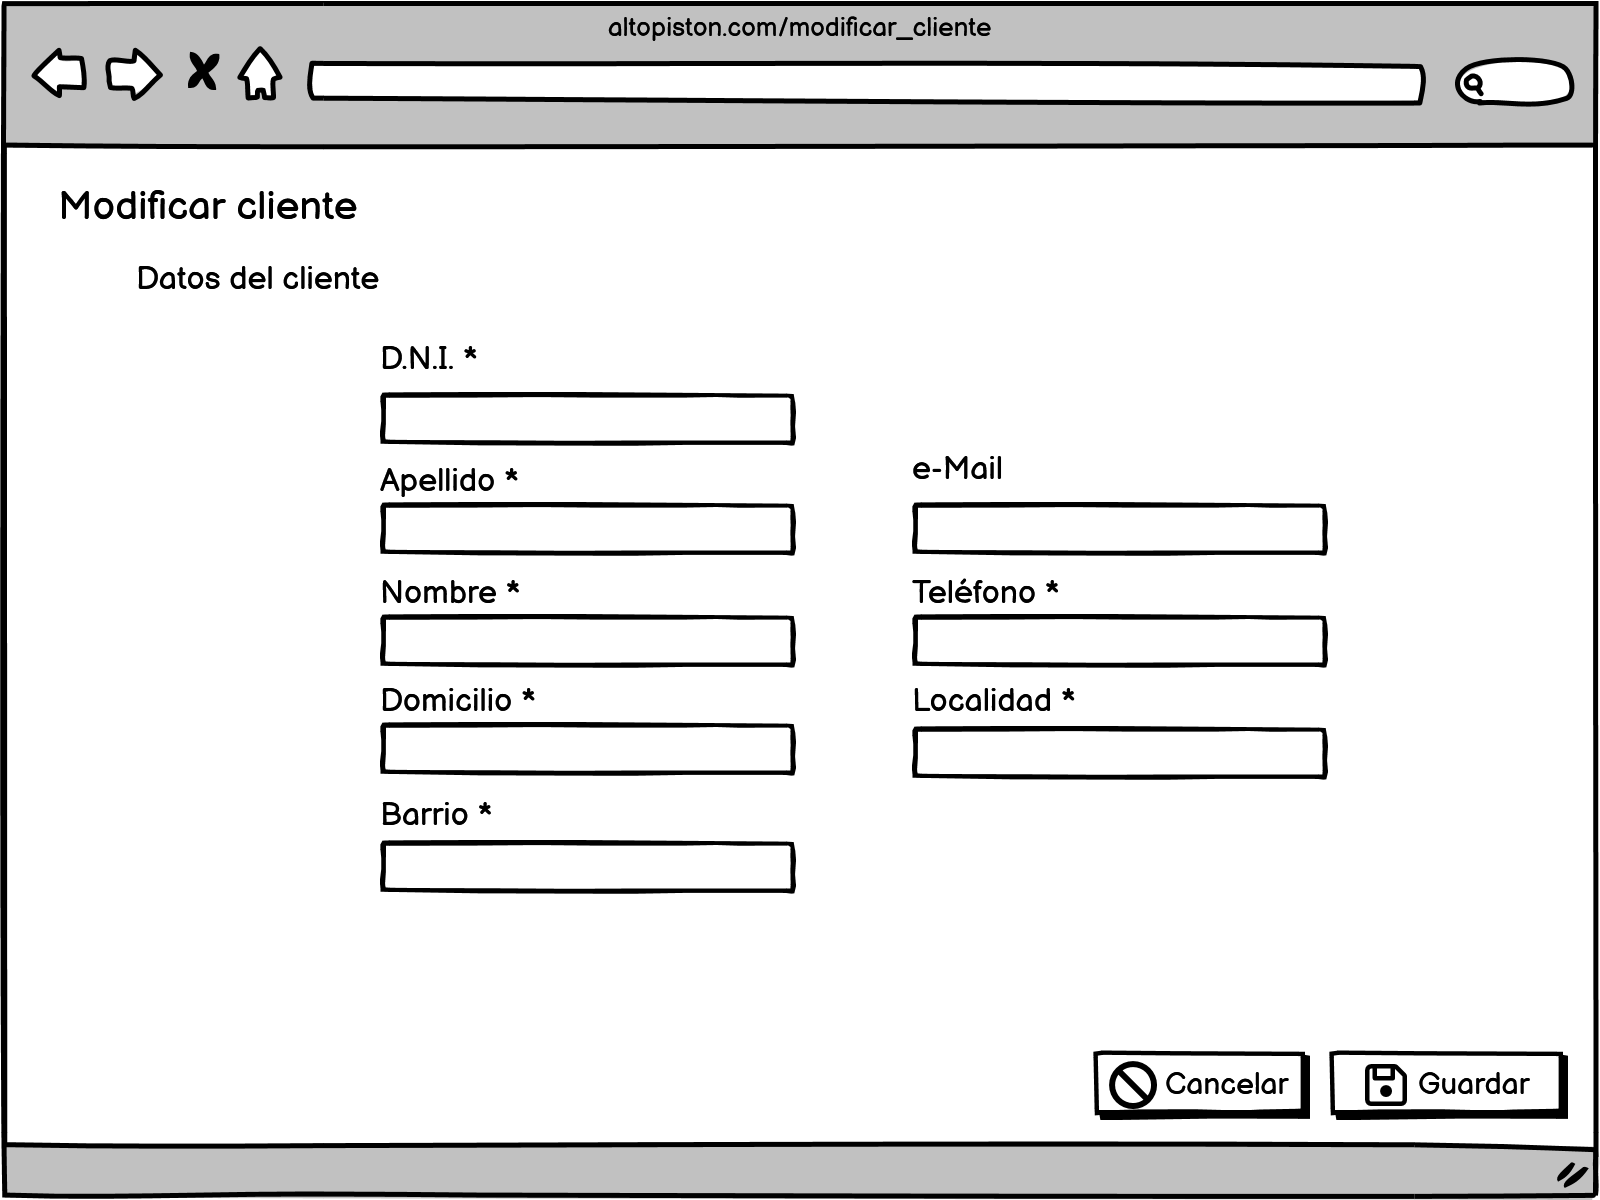 altopiston.com/modificar_cliente
Modificar cliente
Datos del cliente
D.N.I. *
Apellido *
e-Mail
Nombre *
Teléfono *
Domicilio *
Localidad *
Barrio *
Cancelar
Guardar